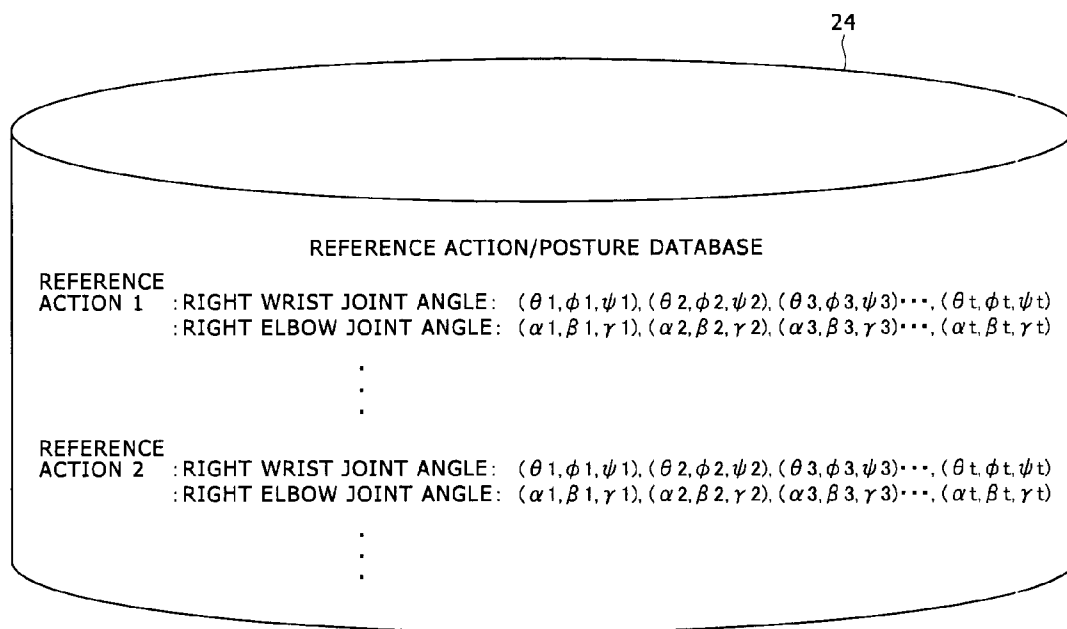 24
REFERENCE ACTION/POSTURE DATABASE
REFERENCE
ACTION 1 :RIGHT WRIST JOINT ANGLE: (θ1,φ1,ψ1),(θ2,φ2,ψ2),(θ3,φ3,ψ3)···,(θt,φt,ψt)
:RIGHT ELBOW JOINT ANGLE: (α1,β1,γ1),(α2,β2,γ2),(α3,β3,γ3)···,(αt,βt,γt)
REFERENCE
ACTION 2 :RIGHT WRIST JOINT ANGLE: (θ1,φ1,ψ1),(θ2,φ2,ψ2),(θ3,φ3,ψ3)···,(θt,φt,ψt)
:RIGHT ELBOW JOINT ANGLE: (α1,β1,γ1),(α2,β2,γ2),(α3,β3,γ3)···,(αt,βt,γt)